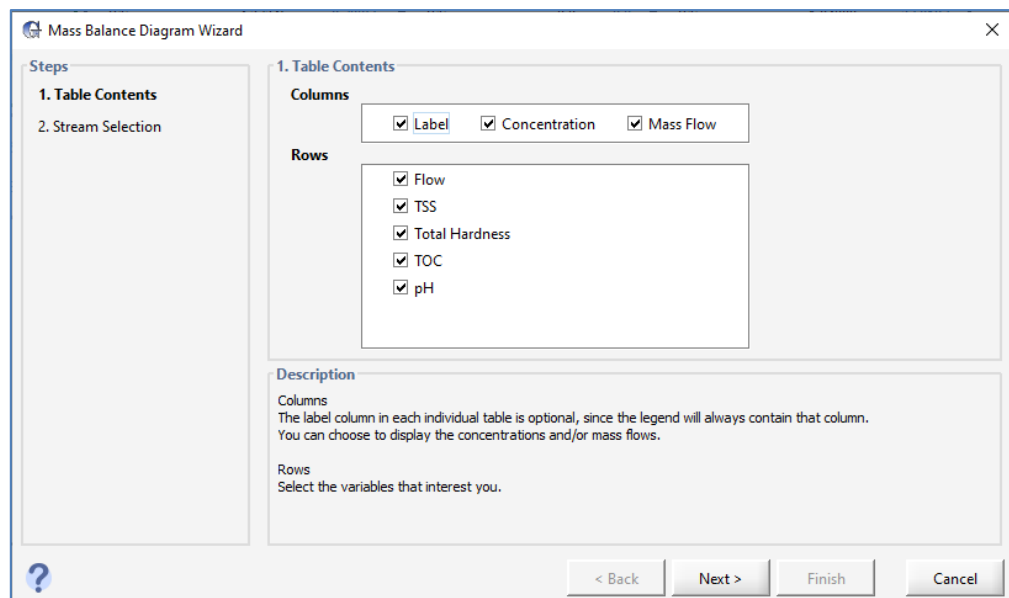 Mass Balance Diagram Wizard
Steps
1. Table Contents
2. Stream Selection
1. Table Contents
Columns
Label Concentration Mass Flow
Rows
Flow
TSS
Total Hardness
TOC
pH
Description
Columns
The label column in each individual table is optional, since the legend will always contain that column.
You can choose to display the concentrations and/or mass flows.
Rows
Select the variables that interest you.
? < Back Next > Finish Cancel